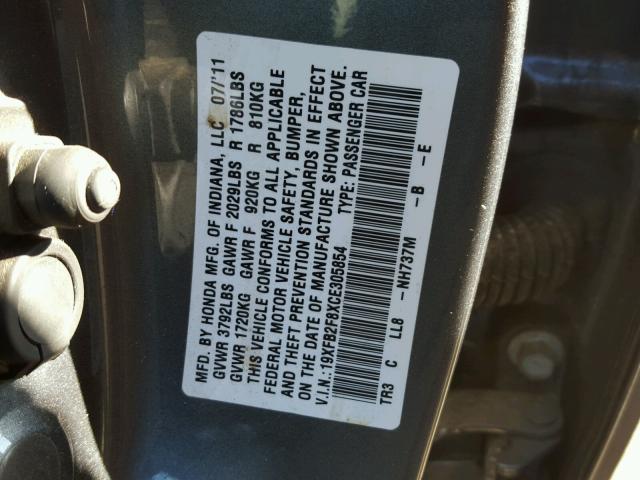 MFD. BY HONDA MFG. OF INDIANA, LLC 07/'11
GVWR 3792LBS GAWR F 2029LBS R 1786LBS
GVWR 1720KG GAWR F 920KG R 810KG
THIS VEHICLE CONFORMS TO ALL APPLICABLE
FEDERAL MOTOR VEHICLE SAFETY, BUMPER,
AND THEFT PREVENTION STANDARDS IN EFFECT
ON THE DATE OF MANUFACTURE SHOWN ABOVE.
V.I.N.: 19XFB2F8XCE305854 TYPE: PASSENGER CAR
TR3 C LL8 - NH737M - B - E